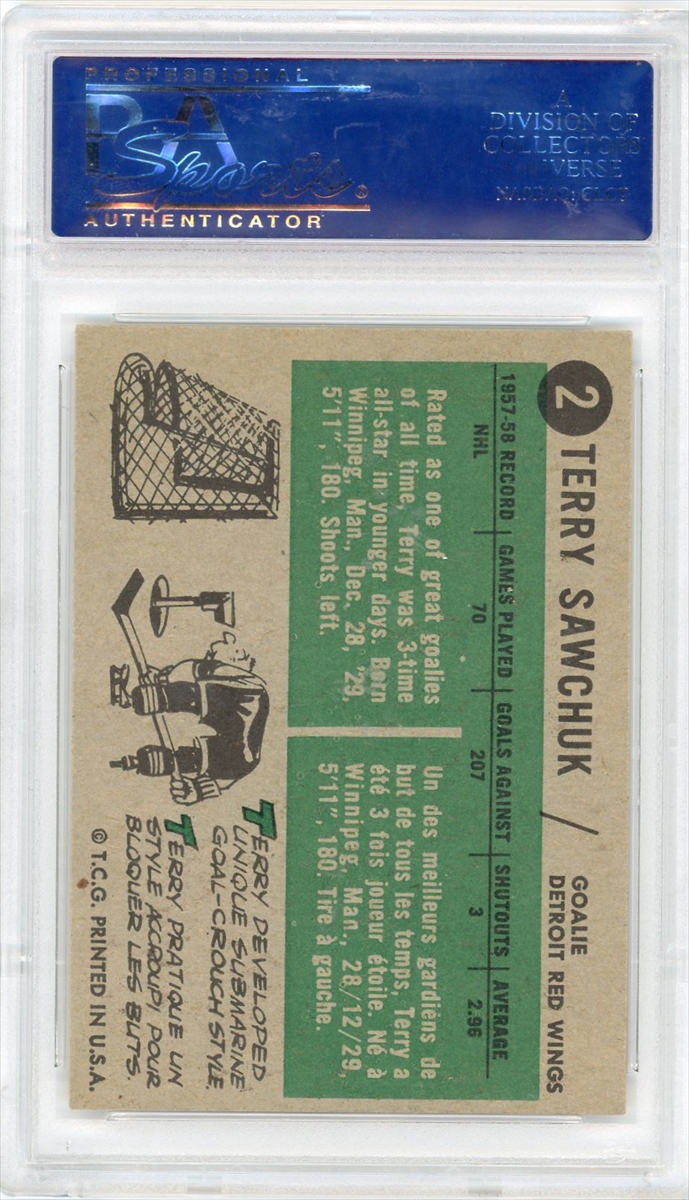 PROFESSIONAL
PSA
Sports®
AUTHENTICATOR
A
DIVISION OF
COLLECTORS
UNIVERSE
NASDAQ: CLCT
2 TERRY SAWCHUK / GOALIE
DETROIT RED WINGS
1957-58 RECORD | GAMES PLAYED | GOALS AGAINST | SHUTOUTS | AVERAGE
NHL 70 207 3 2.96
Rated as one of great goalies
of all time, Terry was 3-time
all-star in younger days. Born
Winnipeg, Man., Dec. 28, '29,
5'11", 180. Shoots left.
Un des meilleurs gardiens de
but de tous les temps, Terry a
été 3 fois joueur étoile. Né à
Winnipeg, Man., 28/12/29,
5'11", 180. Tire à gauche.
TERRY DEVELOPED
UNIQUE SUBMARINE
GOAL-CROUCH STYLE.
TERRY PRATIQUE UN
STYLE ACCROUPI POUR
BLOQUER LES BUTS.
© T.C.G. PRINTED IN U.S.A.